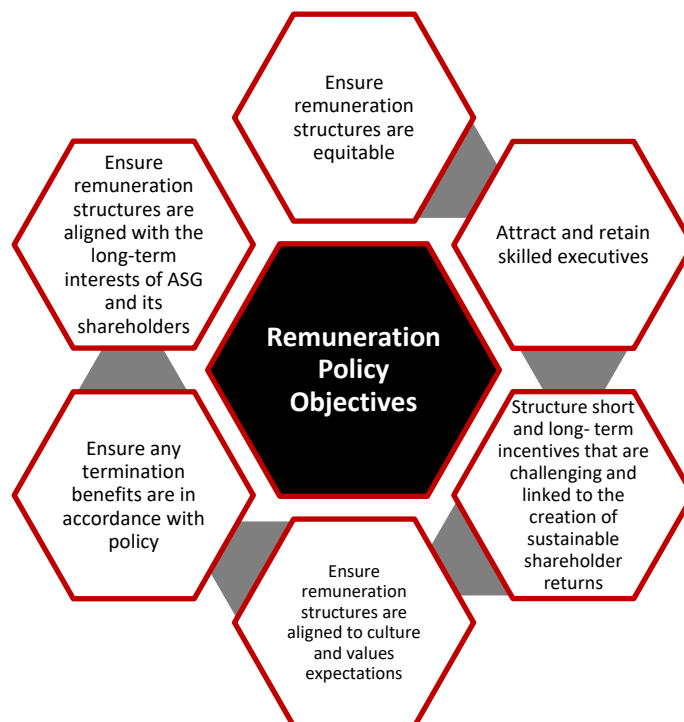 Ensure
remuneration
structures are
equitable
Attract and retain
skilled executives
Structure short
and long- term
incentives that are
challenging and
linked to the
creation of
sustainable
shareholder
returns
Ensure
remuneration
structures are
aligned to culture
and values
expectations
Ensure any
termination
benefits are in
accordance with
policy
Ensure
remuneration
structures are
aligned with the
long-term
interests of ASG
and its
shareholders
Remuneration
Policy
Objectives